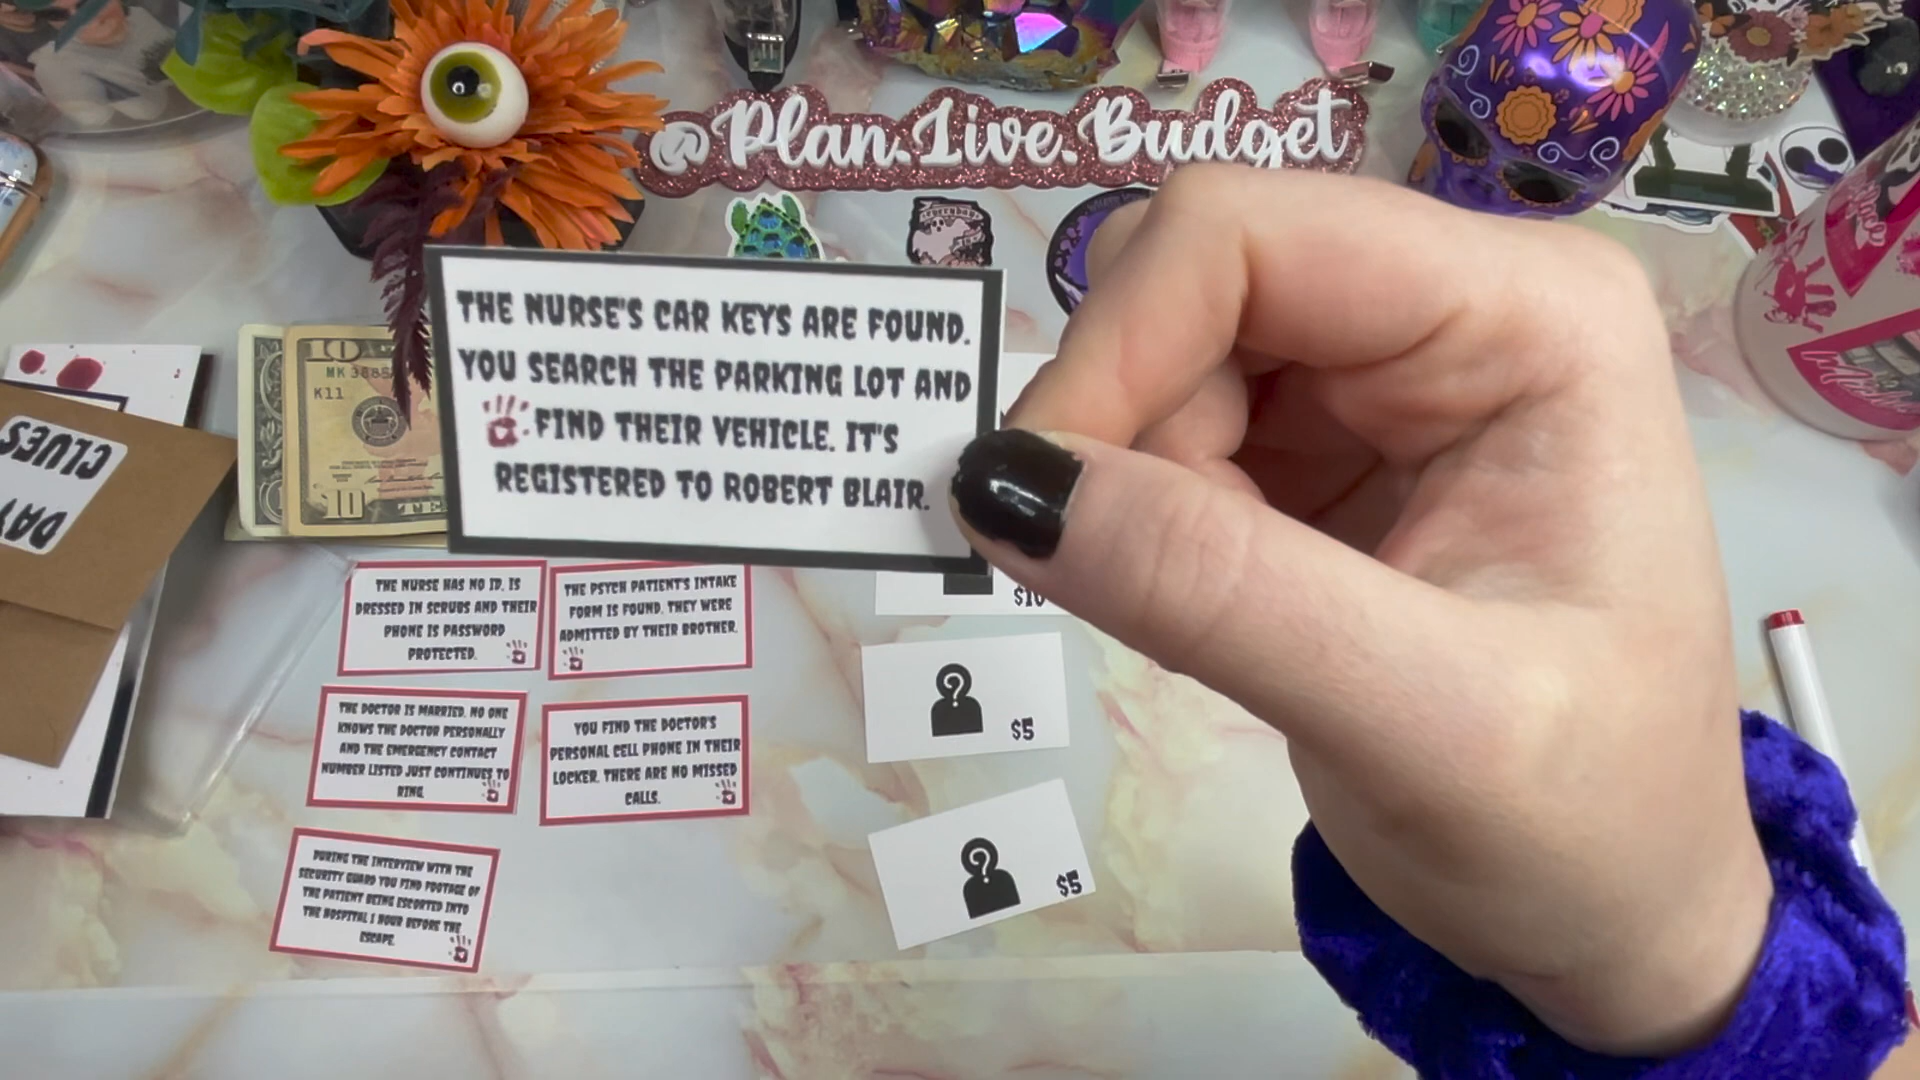 @Plan.Live.Budget
THE NURSE'S CAR KEYS ARE FOUND.
YOU SEARCH THE PARKING LOT AND
FIND THEIR VEHICLE. IT'S
REGISTERED TO ROBERT BLAIR.
10
K11
10
TE
DAY
CLUES
THE NURSE HAS NO ID, IS
DRESSED IN SCRUBS AND THEIR
PHONE IS PASSWORD
PROTECTED.
THE PSYCH PATIENT'S INTAKE
FORM IS FOUND. THEY WERE
ADMITTED BY THEIR BROTHER.
THE DOCTOR IS MARRIED. NO ONE
KNOWS THE DOCTOR PERSONALLY
AND THE EMERGENCY CONTACT
NUMBER LISTED JUST CONTINUES TO
RING.
YOU FIND THE DOCTOR'S
PERSONAL CELL PHONE IN THEIR
LOCKER. THERE ARE NO MISSED
CALLS.
DURING THE INTERVIEW WITH THE
SECURITY GUARD YOU FIND FOOTAGE OF
THE PATIENT BEING ESCORTED INTO
THE HOSPITAL 1 HOUR BEFORE THE
ESCAPE.
$10
?
$5
?
$5